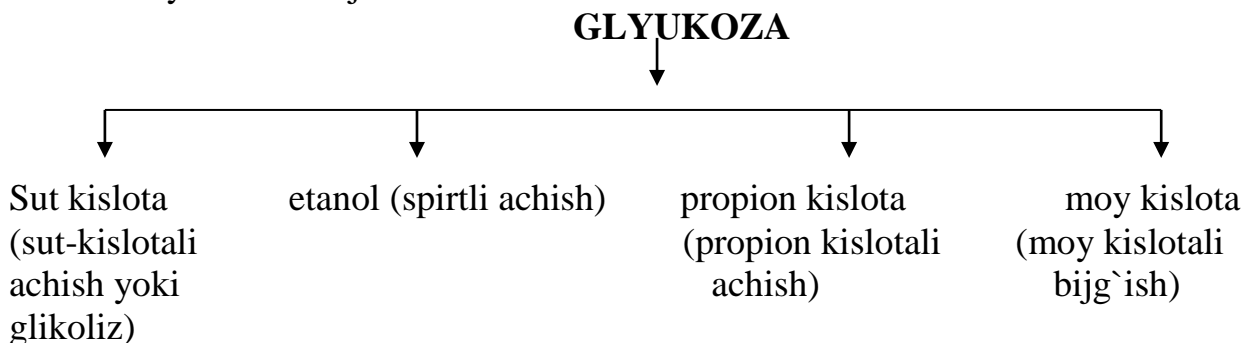 GLYUKOZA
Sut kislota etanol (spirtli achish) propion kislota moy kislota
(sut-kislotali (propion kislotali (moy kislotali
achish yoki achish) bijg`ish)
glikoliz)